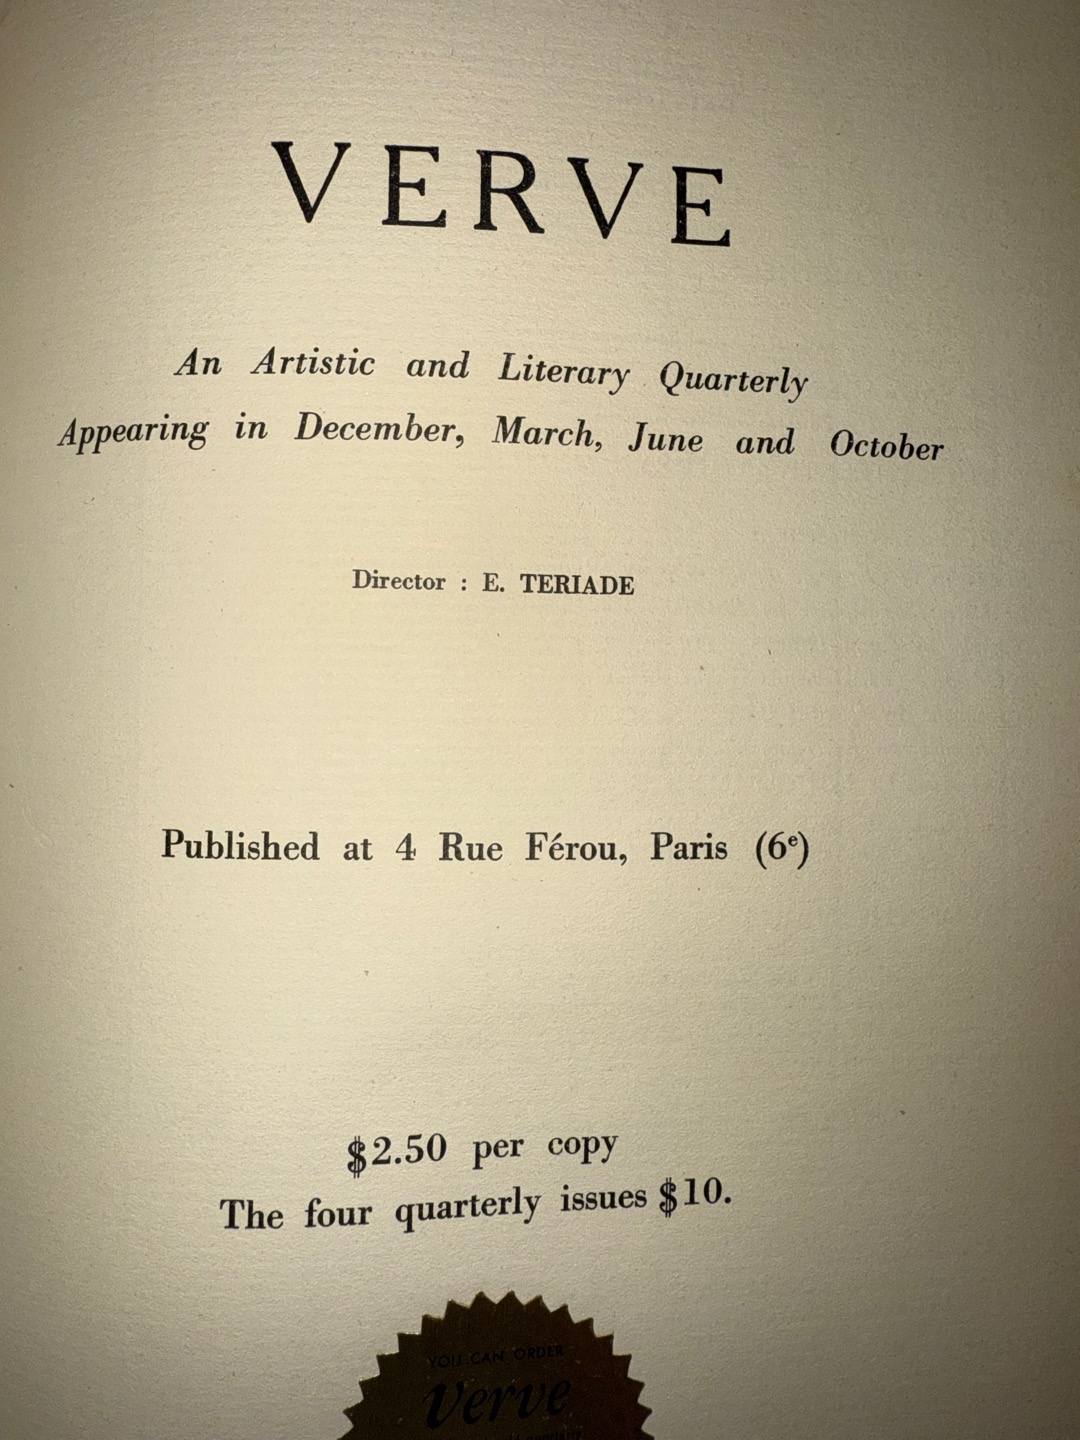 VERVE
An Artistic and Literary Quarterly
Appearing in December, March, June and October
Director : E. TERIADE
Published at 4 Rue Férou, Paris (6e)
$2.50 per copy
The four quarterly issues $10.
YOU CAN ORDER
Verve